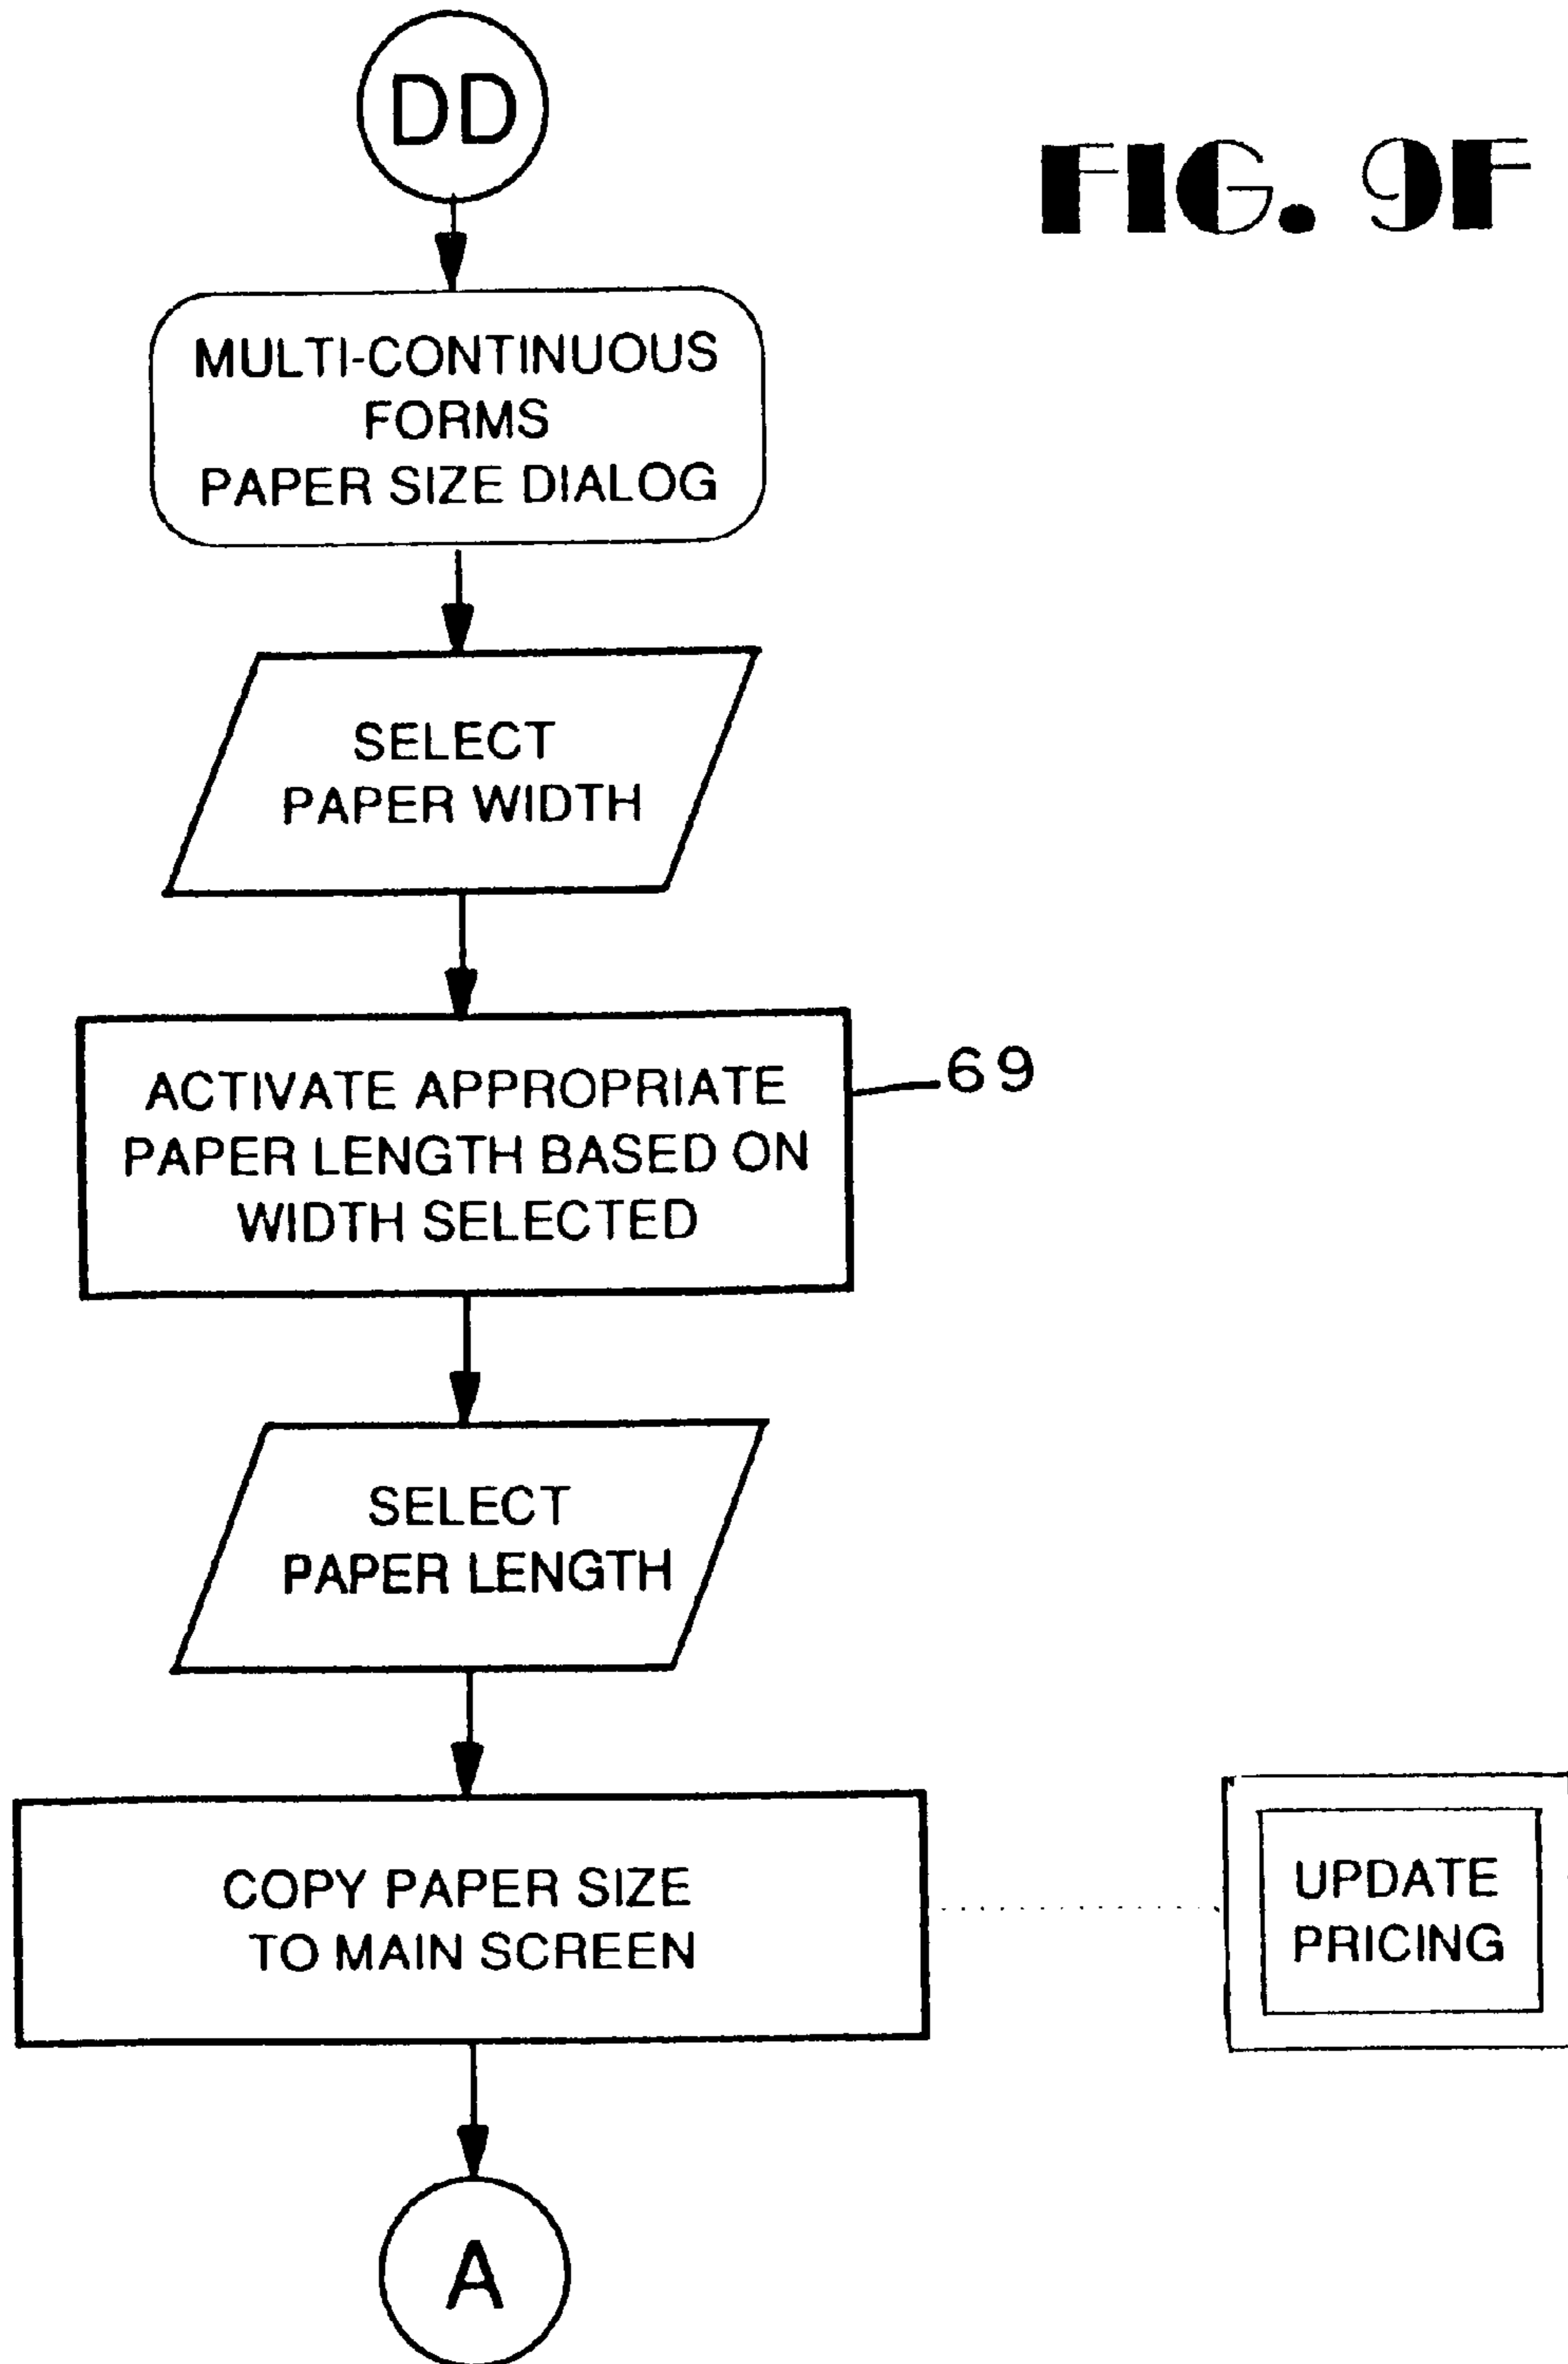 DD
FIG. 9F
MULTI-CONTINUOUS
FORMS
PAPER SIZE DIALOG
SELECT
PAPER WIDTH
ACTIVATE APPROPRIATE
PAPER LENGTH BASED ON
WIDTH SELECTED
69
SELECT
PAPER LENGTH
COPY PAPER SIZE
TO MAIN SCREEN
UPDATE
PRICING
A